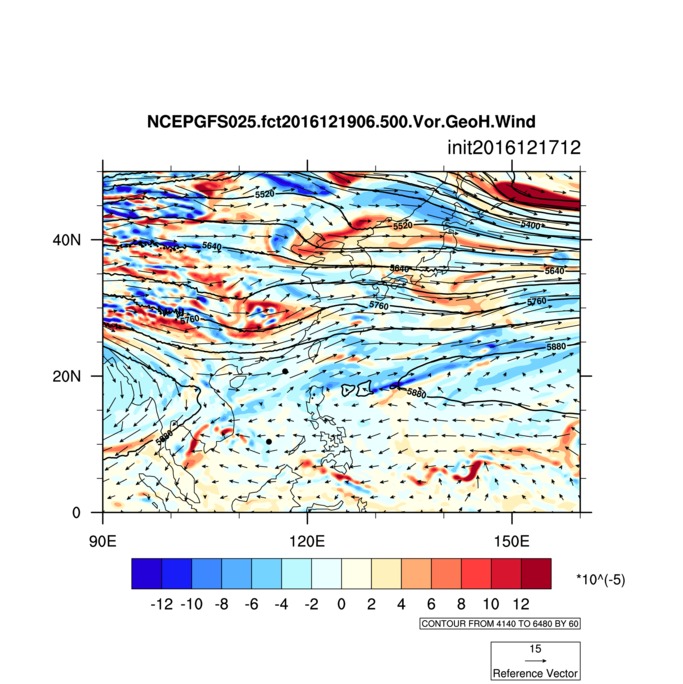 NCEPGFS025.fct2016121906.500.Vor.GeoH.Wind
init2016121712
5520
5400
5520
40N
5640
5640
5640
5760
5760
5760
5880
20N
5880
0
90E 120E 150E
-12 -10 -8 -6 -4 -2 0 2 4 6 8 10 12
*10^(-5)
CONTOUR FROM 4140 TO 6480 BY 60
15
Reference Vector